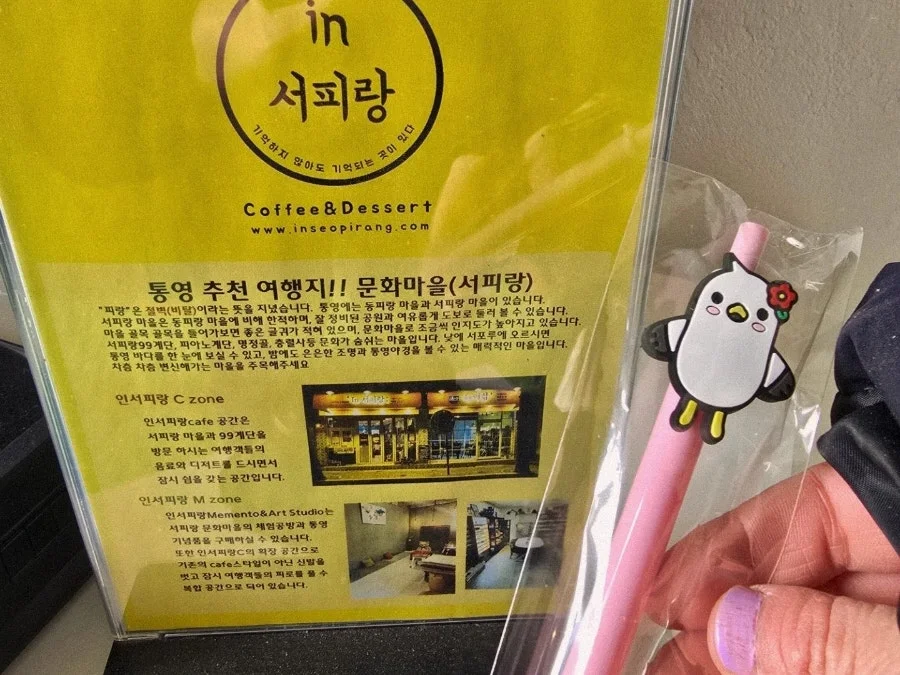 in
서피랑
기억하지 않아도 기억되는 곳이 있다
Coffee&Dessert
www.inseopirang.com
통영 추천 여행지!! 문화마을(서피랑)
"피랑"은 절벽(비탈)이라는 뜻을 지녔습니다. 통영에는 동피랑 마을과 서피랑 마을이 있습니다.
서피랑 마을은 동피랑 마을에 비해 한적하며, 잘 정비된 공원과 여유롭게 도보로 둘러 볼 수 있습니다.
마을 골목 골목을 들어가보면 좋은 글귀가 적혀 있으며, 문화마을로 조금씩 인지도가 높아지고 있습니다.
서피랑99계단, 피아노계단, 명정골, 충렬사등 문화가 숨쉬는 마을입니다. 낮에 서포루에 오르시면
통영 바다를 한 눈에 보실 수 있고, 밤에도 은은한 조명과 통영야경을 볼 수 있는 매력적인 마을입니다.
차츰 차츰 변신해가는 마을을 주목해주세요
인서피랑 C zone
인서피랑cafe 공간은
서피랑 마을과 99계단을
방문 하시는 여행객들의
음료와 디저트를 드시면서
잠시 쉼을 갖는 공간입니다.
in 서피랑
인서피랑 M zone
인서피랑Memento&Art Studio는
서피랑 문화마을의 체험공방과 통영
기념품을 구매하실 수 있습니다.
또한 인서피랑C의 확장 공간으로
기존의 cafe스타일이 아닌 신발을
벗고 잠시 여행객들의 피로를 풀 수
복합 공간으로 되어 있습니다.